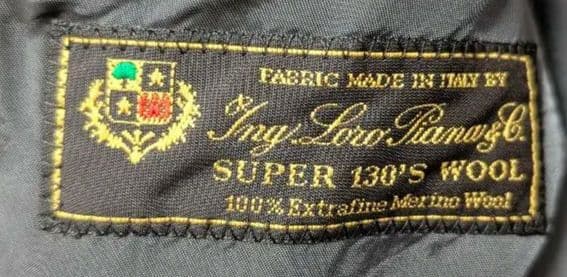 FABRIC MADE IN ITALY BY
Ing Loro Piana & C.
SUPER 130'S WOOL
100% Extrafine Merino Wool